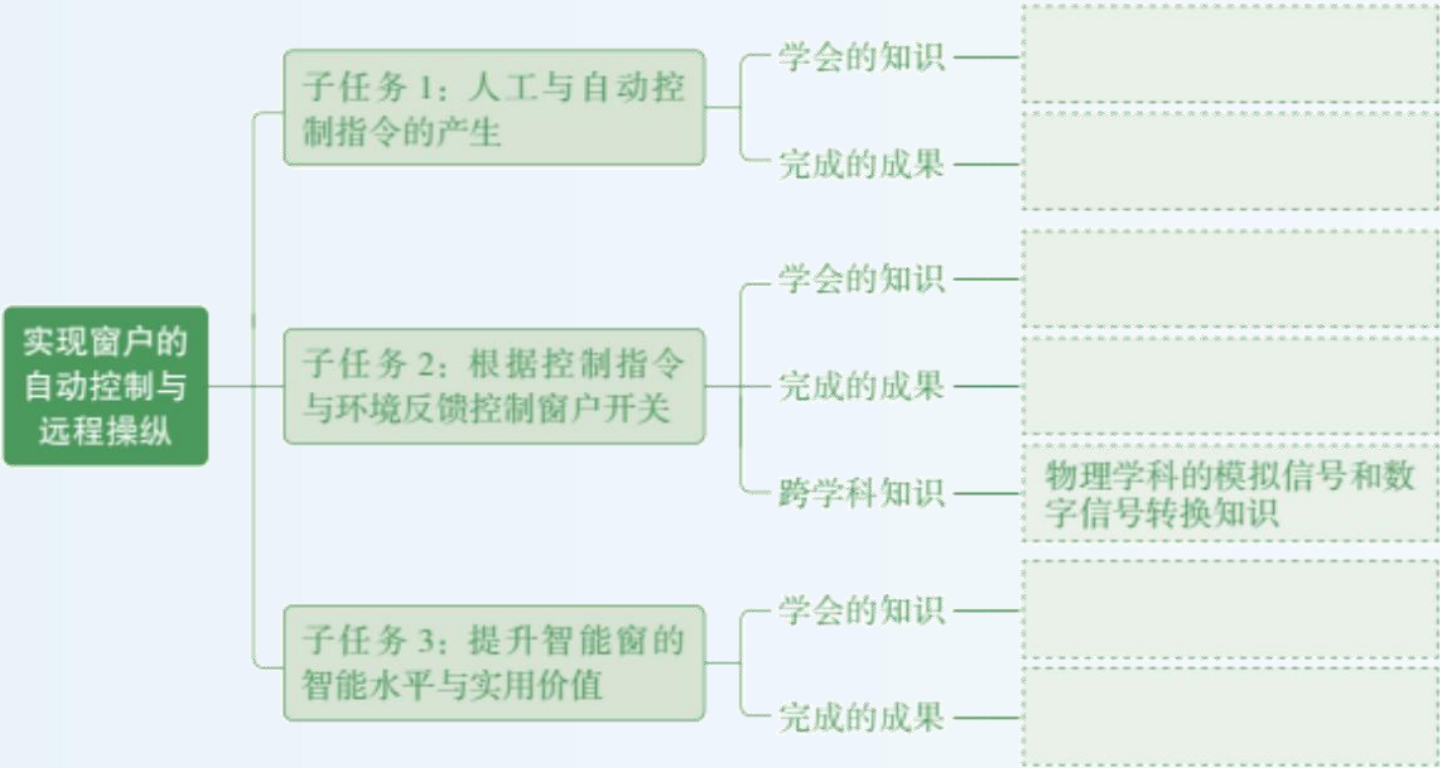 实现窗户的
自动控制与
远程操纵
子任务 1：人工与自动控
制指令的产生
学会的知识
完成的成果
子任务 2：根据控制指令
与环境反馈控制窗户开关
学会的知识
完成的成果
跨学科知识
物理学科的模拟信号和数
字信号转换知识
子任务 3：提升智能窗的
智能水平与实用价值
学会的知识
完成的成果